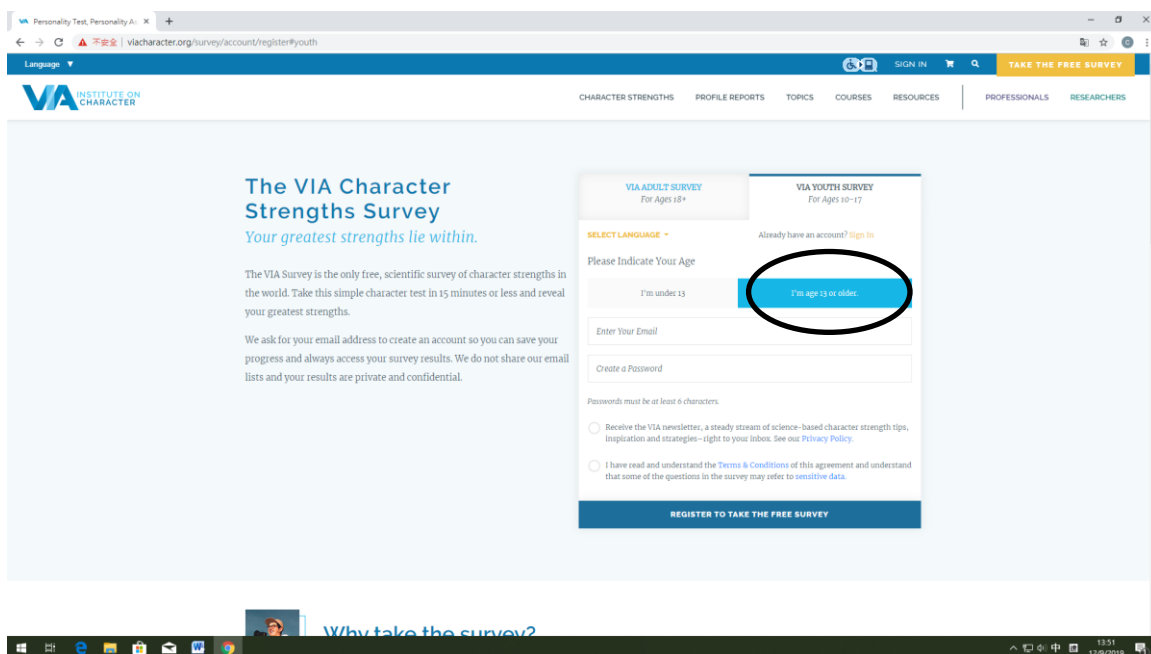 Personality Test, Personality As
不安全 | viacharacter.org/survey/account/register#youth
Language
SIGN IN
TAKE THE FREE SURVEY
VIA INSTITUTE ON
CHARACTER
CHARACTER STRENGTHS PROFILE REPORTS TOPICS COURSES RESOURCES PROFESSIONALS RESEARCHERS
The VIA Character
Strengths Survey
Your greatest strengths lie within.
The VIA Survey is the only free, scientific survey of character strengths in
the world. Take this simple character test in 15 minutes or less and reveal
your greatest strengths.
We ask for your email address to create an account so you can save your
progress and always access your survey results. We do not share our email
lists and your results are private and confidential.
VIA ADULT SURVEY
For Ages 18+
VIA YOUTH SURVEY
For Ages 10-17
SELECT LANGUAGE
Already have an account? Sign In
Please Indicate Your Age
I'm under 13
I'm age 13 or older.
Enter Your Email
Create a Password
Passwords must be at least 6 characters.
Receive the VIA newsletter, a steady stream of science-based character strength tips,
inspiration and strategies–right to your inbox. See our Privacy Policy.
I have read and understand the Terms & Conditions of this agreement and understand
that some of the questions in the survey may refer to sensitive data.
REGISTER TO TAKE THE FREE SURVEY
Why take the survey?
中
13:51
12/9/2019